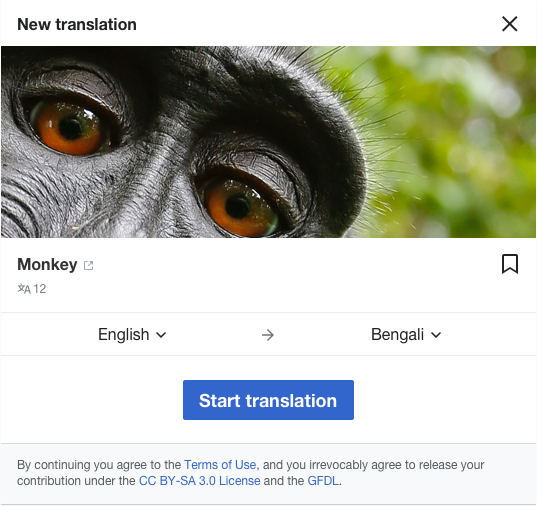 New translation
Monkey
12
English
Bengali
Start translation
By continuing you agree to the Terms of Use, and you irrevocably agree to release your
contribution under the CC BY-SA 3.0 License and the GFDL.